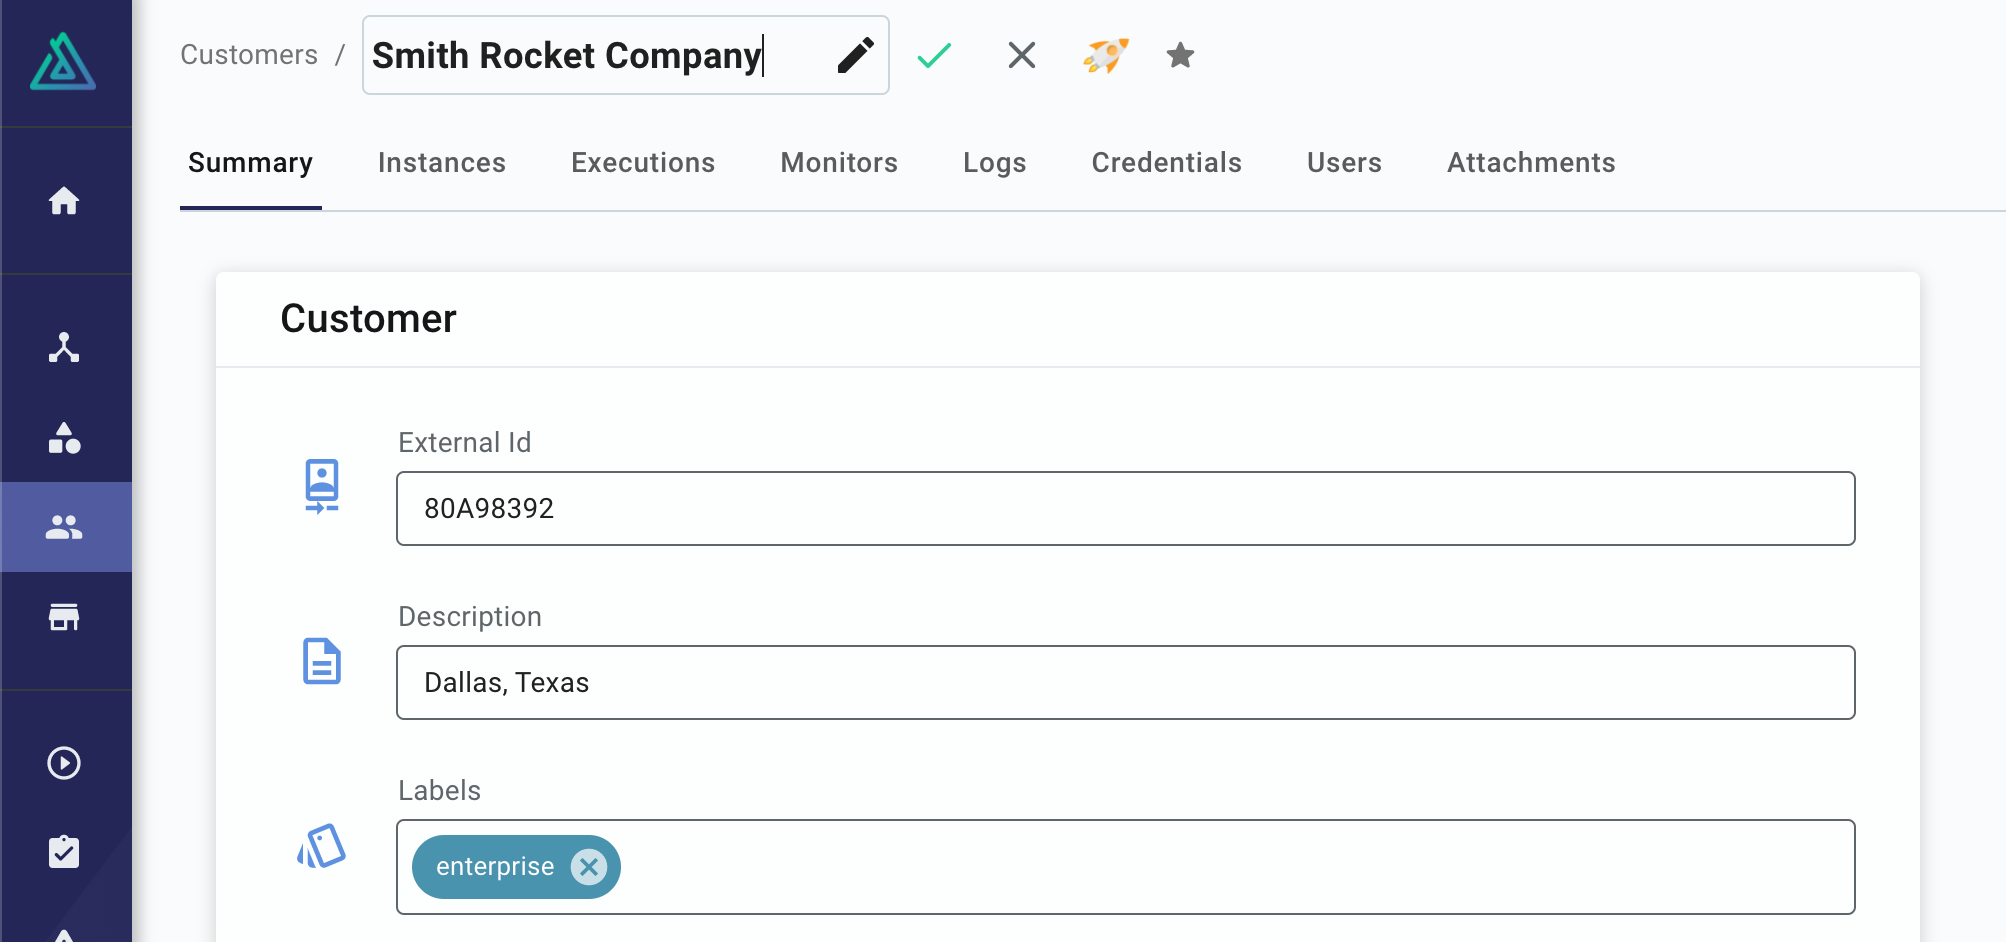 Customers / Smith Rocket Company
Summary Instances Executions Monitors Logs Credentials Users Attachments
Customer
External Id
80A98392
Description
Dallas, Texas
Labels
enterprise